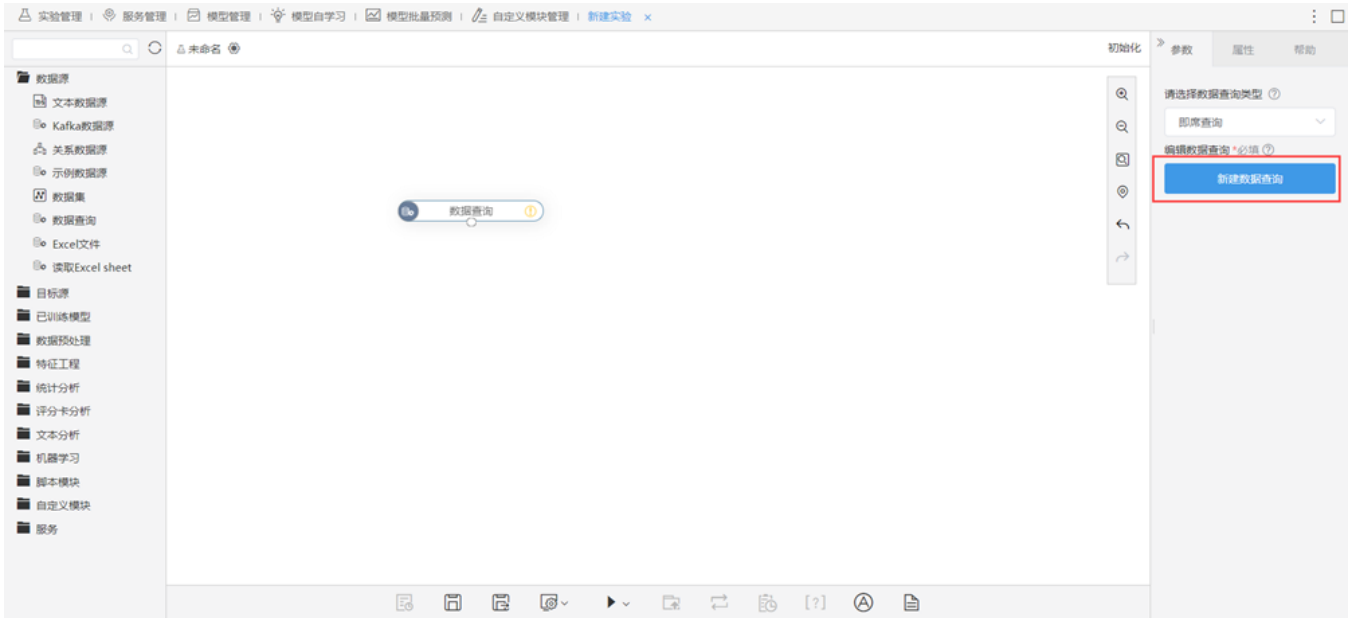 实验管理 服务管理 模型管理 模型自学习 模型批量预测 自定义模块管理 新建实验 ×
未命名 初始化
参数 属性 帮助
数据源
文本数据源
Kafka数据源
关系数据源
示例数据源
数据集
数据查询
Excel文件
读取Excel sheet
目标源
已训练模型
数据预处理
特征工程
统计分析
评分卡分析
文本分析
机器学习
脚本模块
自定义模块
服务
数据查询
请选择数据查询类型
即席查询
编辑数据查询 *必填
新建数据查询
[?]